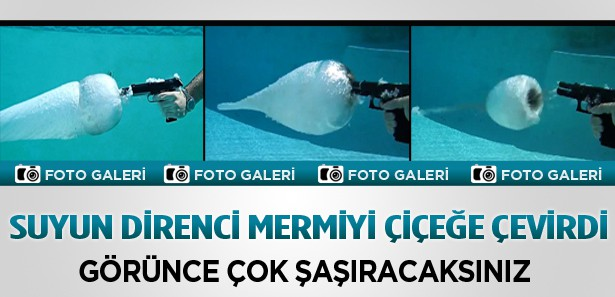 FOTO GALERİ FOTO GALERİ FOTO GALERİ FOTO GALERİ
SUYUN DİRENCİ MERMİYİ ÇİÇEĞE ÇEVİRDİ
GÖRÜNCE ÇOK ŞAŞIRACAKSINIZ